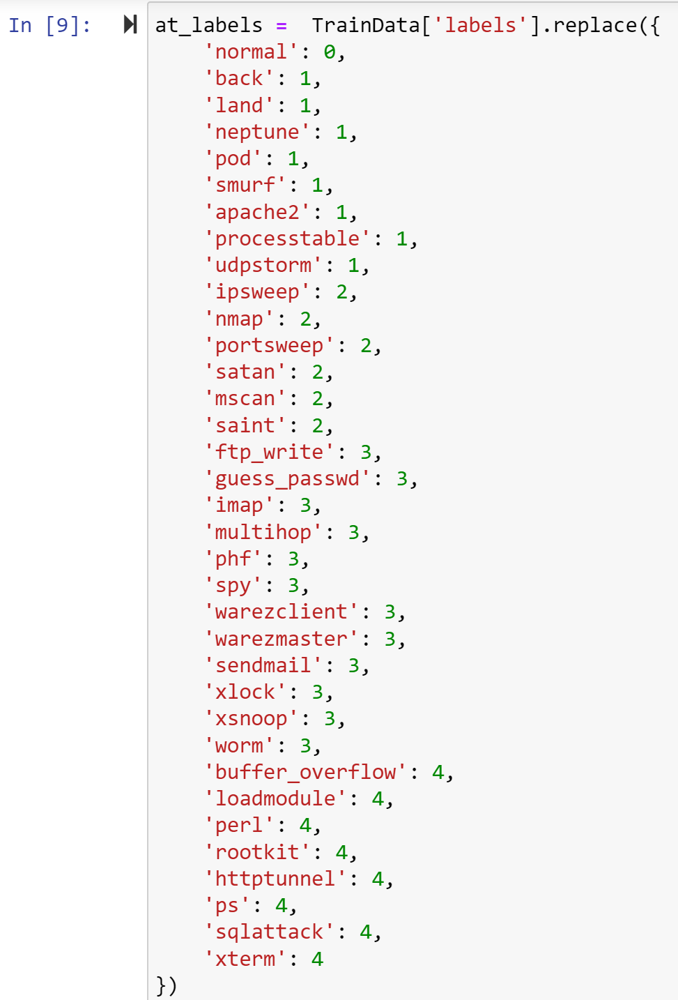 In [9]: at_labels =  TrainData['labels'].replace({
    'normal': 0,
    'back': 1,
    'land': 1,
    'neptune': 1,
    'pod': 1,
    'smurf': 1,
    'apache2': 1,
    'processtable': 1,
    'udpstorm': 1,
    'ipsweep': 2,
    'nmap': 2,
    'portsweep': 2,
    'satan': 2,
    'mscan': 2,
    'saint': 2,
    'ftp_write': 3,
    'guess_passwd': 3,
    'imap': 3,
    'multihop': 3,
    'phf': 3,
    'spy': 3,
    'warezclient': 3,
    'warezmaster': 3,
    'sendmail': 3,
    'xlock': 3,
    'xsnoop': 3,
    'worm': 3,
    'buffer_overflow': 4,
    'loadmodule': 4,
    'perl': 4,
    'rootkit': 4,
    'httptunnel': 4,
    'ps': 4,
    'sqlattack': 4,
    'xterm': 4
})